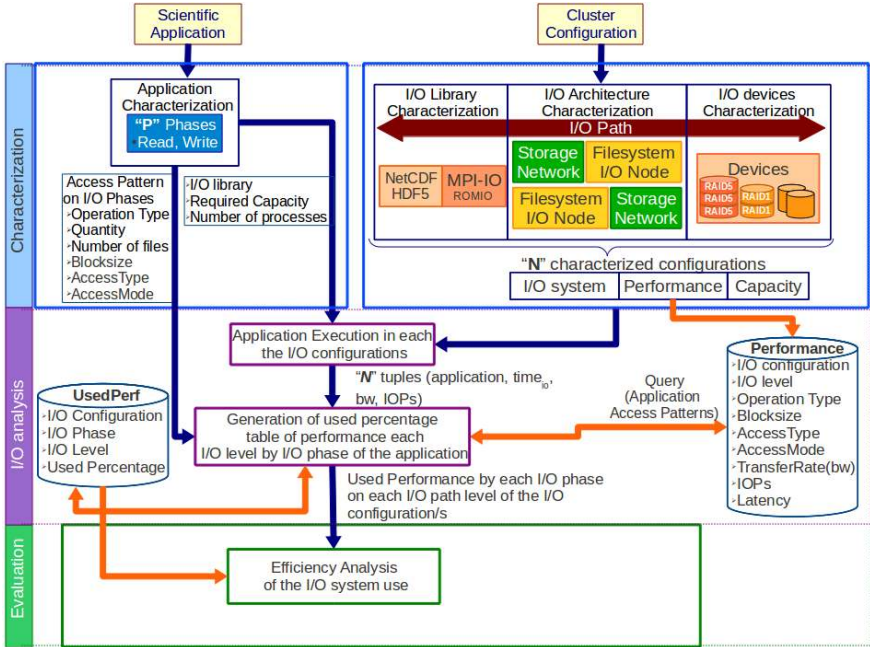 Scientific
Application
Cluster
Configuration
Characterization
Application
Characterization
“P” Phases
Read, Write
Access Pattern
on I/O Phases
Operation Type
Quantity
Number of files
Blocksize
AccessType
AccessMode
I/O library
Required Capacity
Number of processes
I/O Library
Characterization
I/O Architecture
Characterization
I/O devices
Characterization
I/O Path
NetCDF
HDF5
MPI-IO
ROMIO
Storage
Network
Filesystem
I/O Node
Filesystem
I/O Node
Storage
Network
Devices
RAID5
RAID5
RAID5
RAID1
RAID1
“N” characterized configurations
I/O system
Performance
Capacity
I/O analysis
Application Execution in each
the I/O configurations
“N” tuples (application, time_io,
bw, IOPs)
Generation of used percentage
table of performance each
I/O level by I/O phase of the application
Query
(Application
Access Patterns)
UsedPerf
I/O Configuration
I/O Phase
I/O Level
Used Percentage
Performance
I/O configuration
I/O level
Operation Type
Blocksize
AccessType
AccessMode
TransferRate(bw)
IOPs
Latency
Used Performance by each I/O phase
on each I/O path level of the I/O
configuration/s
Evaluation
Efficiency Analysis
of the I/O system use